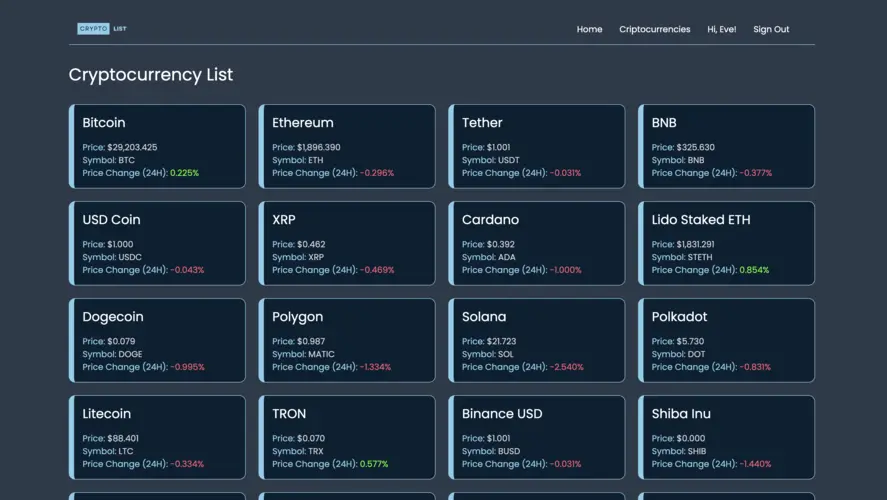 CRYPTO LIST
Home Criptocurrencies Hi, Eve! Sign Out
Cryptocurrency List
Bitcoin
Price: $29,203.425
Symbol: BTC
Price Change (24H): 0.225%
Ethereum
Price: $1,896.390
Symbol: ETH
Price Change (24H): -0.296%
Tether
Price: $1.001
Symbol: USDT
Price Change (24H): -0.031%
BNB
Price: $325.630
Symbol: BNB
Price Change (24H): -0.377%
USD Coin
Price: $1.000
Symbol: USDC
Price Change (24H): -0.043%
XRP
Price: $0.462
Symbol: XRP
Price Change (24H): -0.469%
Cardano
Price: $0.392
Symbol: ADA
Price Change (24H): -1.000%
Lido Staked ETH
Price: $1,831.291
Symbol: STETH
Price Change (24H): 0.854%
Dogecoin
Price: $0.079
Symbol: DOGE
Price Change (24H): -0.995%
Polygon
Price: $0.987
Symbol: MATIC
Price Change (24H): -1.334%
Solana
Price: $21.723
Symbol: SOL
Price Change (24H): -2.540%
Polkadot
Price: $5.730
Symbol: DOT
Price Change (24H): -0.831%
Litecoin
Price: $88.401
Symbol: LTC
Price Change (24H): -0.334%
TRON
Price: $0.070
Symbol: TRX
Price Change (24H): 0.577%
Binance USD
Price: $1.001
Symbol: BUSD
Price Change (24H): -0.031%
Shiba Inu
Price: $0.000
Symbol: SHIB
Price Change (24H): -1.440%